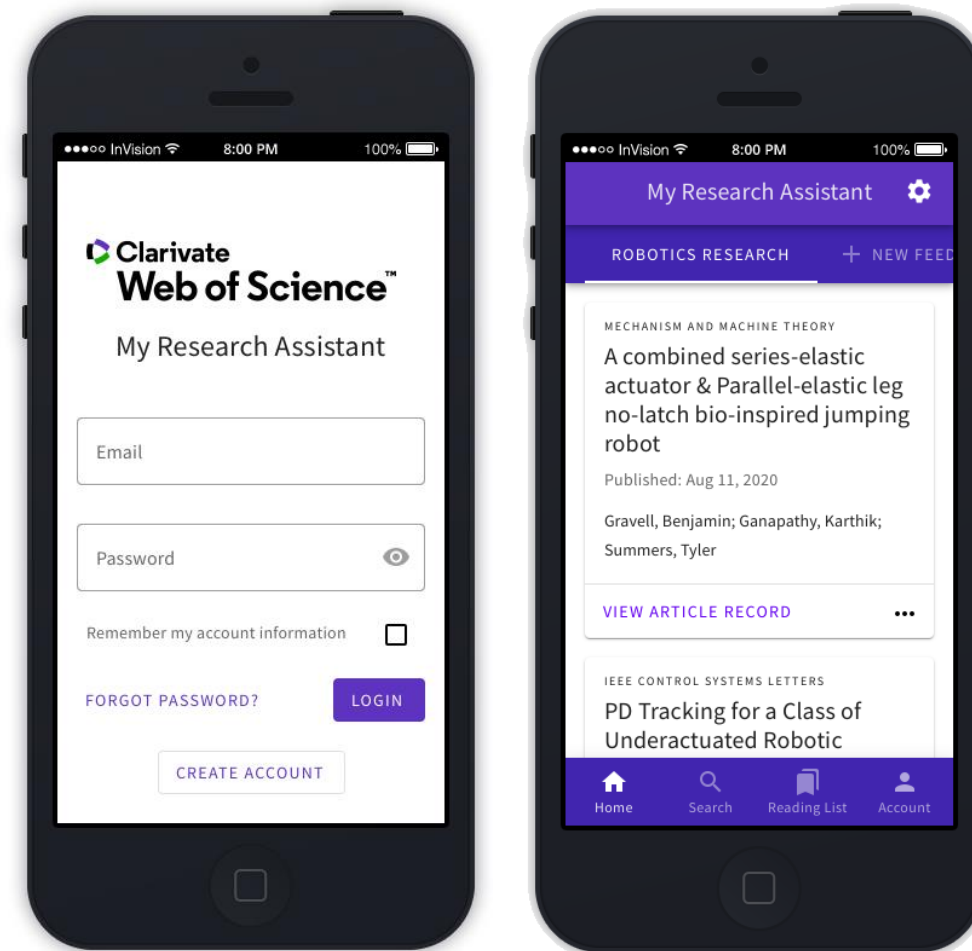 ●●●○○ InVision 8:00 PM 100%
Clarivate
Web of Science™
My Research Assistant
Email
Password
Remember my account information
FORGOT PASSWORD? LOGIN
CREATE ACCOUNT
●●●○○ InVision 8:00 PM 100%
My Research Assistant
ROBOTICS RESEARCH + NEW FEED
MECHANISM AND MACHINE THEORY
A combined series-elastic
actuator & Parallel-elastic leg
no-latch bio-inspired jumping
robot
Published: Aug 11, 2020
Gravell, Benjamin; Ganapathy, Karthik;
Summers, Tyler
VIEW ARTICLE RECORD •••
IEEE CONTROL SYSTEMS LETTERS
PD Tracking for a Class of
Underactuated Robotic
Home Search Reading List Account